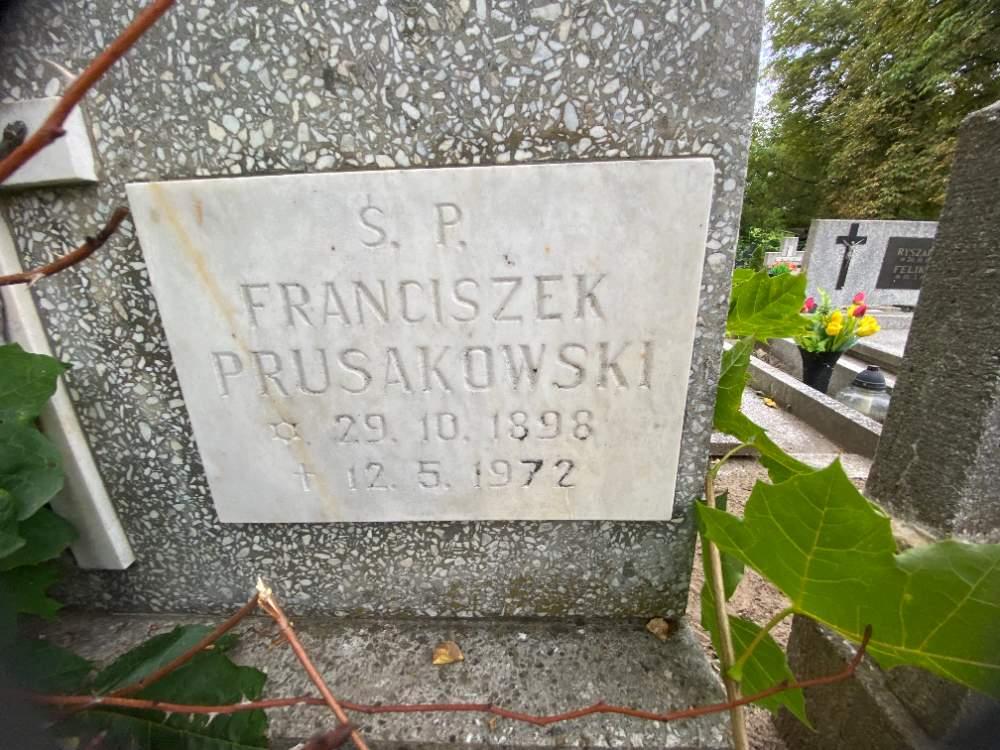 Ś. P.
FRANCISZEK
PRUSAKOWSKI
29. 10. 1898
12. 5. 1972